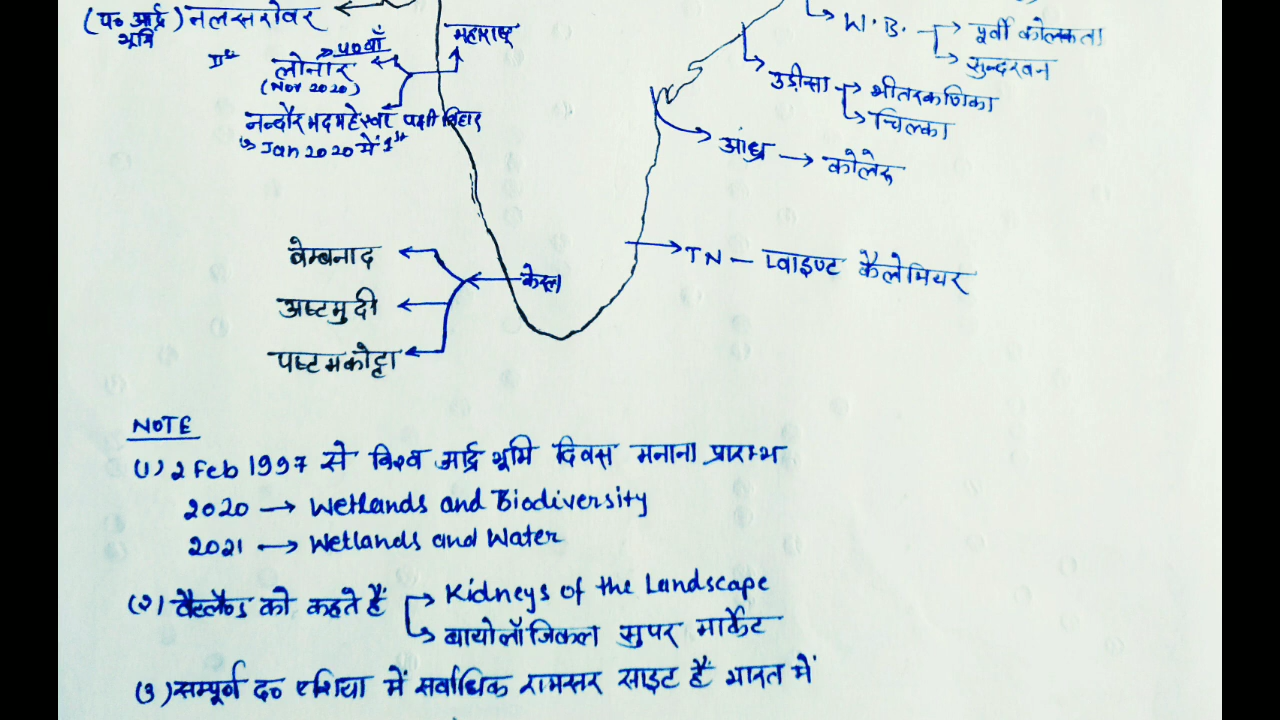 (प० आर्द्र भूमि) नलसरोवर
महाराष्ट्र
IInd लोनार
(Nov 2020)
नन्दौर मदमहेश्वा पक्षी विहार
Jan 2020 में 1st
W.B. → पूर्वी कोलकता
सुन्दरवन
उड़ीसा → भीतरकणिका
चिल्का
आंध्र → कोलेरू
TN – प्वाइण्ट कैलेमियर
केरल
वेम्बनाद
अष्टमुदी
षष्टमकोट्टा
NOTE
(1) 2 Feb 1997 से विश्व आर्द्र भूमि दिवस मनाना प्रारम्भ
2020 → Wetlands and Biodiversity
2021 → Wetlands and Water
(2) वैटलैण्ड को कहते हैं → Kidneys of the Landscape
बायोलॉजिकल सुपर मार्केट
(3) सम्पूर्ण द० एशिया में सर्वाधिक रामसर साइट हैं भारत में